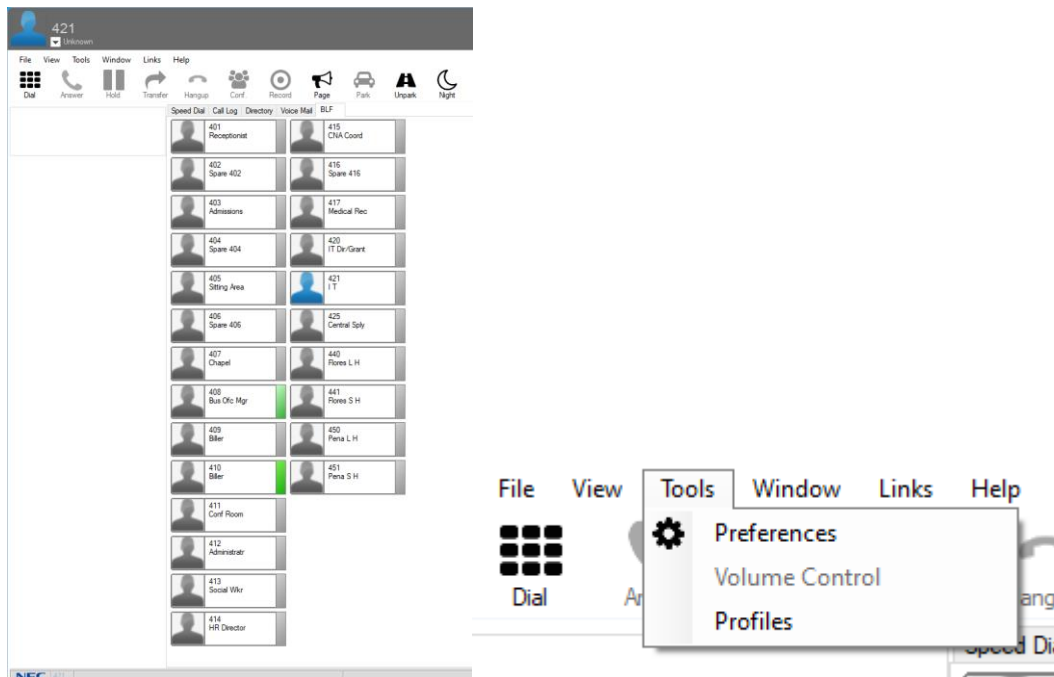 421
Unknown
File View Tools Window Links Help
Dial Answer Hold Transfer Hangup Conf. Record Page Park Unpark Night
Speed Dial Call Log Directory Voice Mail BLF
401
Receptionist
402
Spare 402
403
Admissions
404
Spare 404
405
Sitting Area
406
Spare 406
407
Chapel
408
Bus Ofc Mgr
409
Biller
410
Biller
411
Conf Room
412
Administratr
413
Social Wkr
414
HR Director
415
CNA Coord
416
Spare 416
417
Medical Rec
420
IT Dir/Grant
421
I T
425
Central Sply
440
Flores L H
441
Flores S H
450
Pena L H
451
Pena S H
NEC
File View Tools Window Links Help
Preferences
Volume Control
Profiles
Dial
Speed Dia